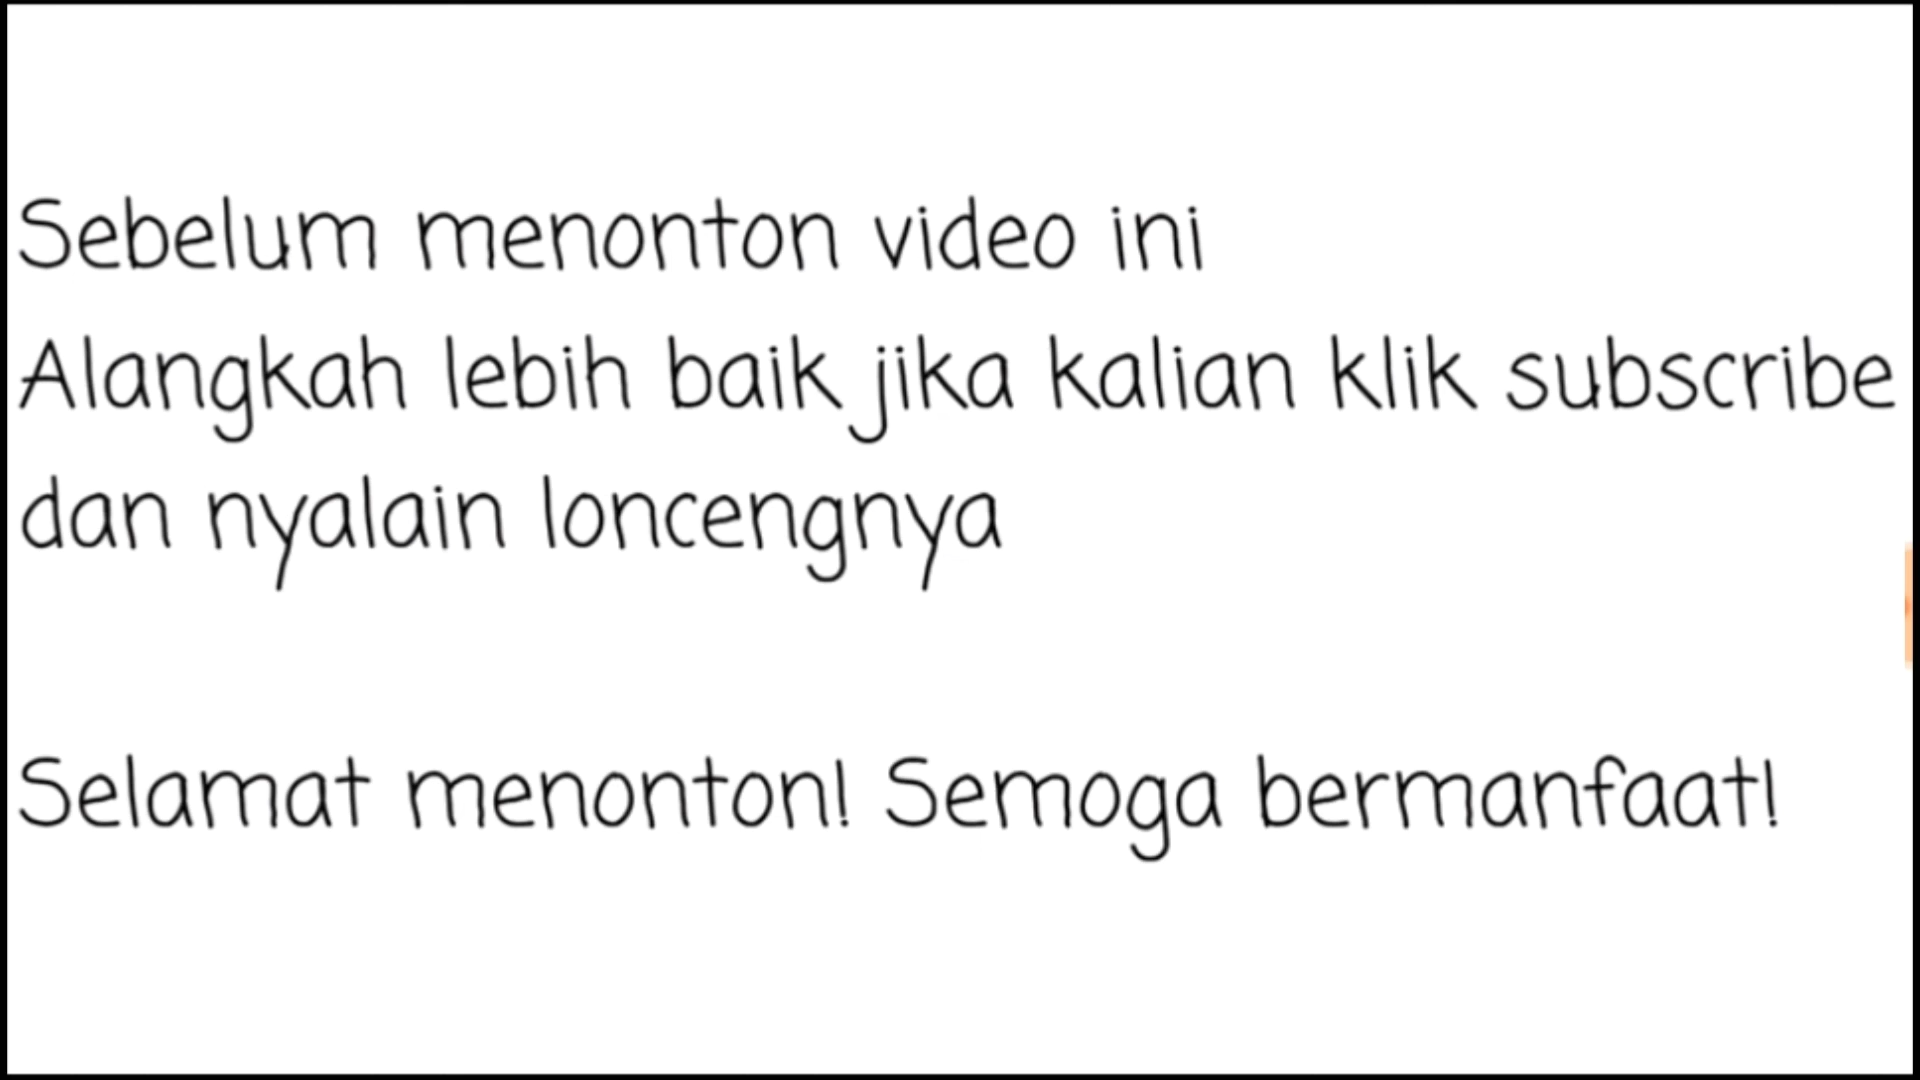 Sebelum menonton video ini
Alangkah lebih baik jika kalian klik subscribe
dan nyalain loncengnya
Selamat menonton! Semoga bermanfaat!